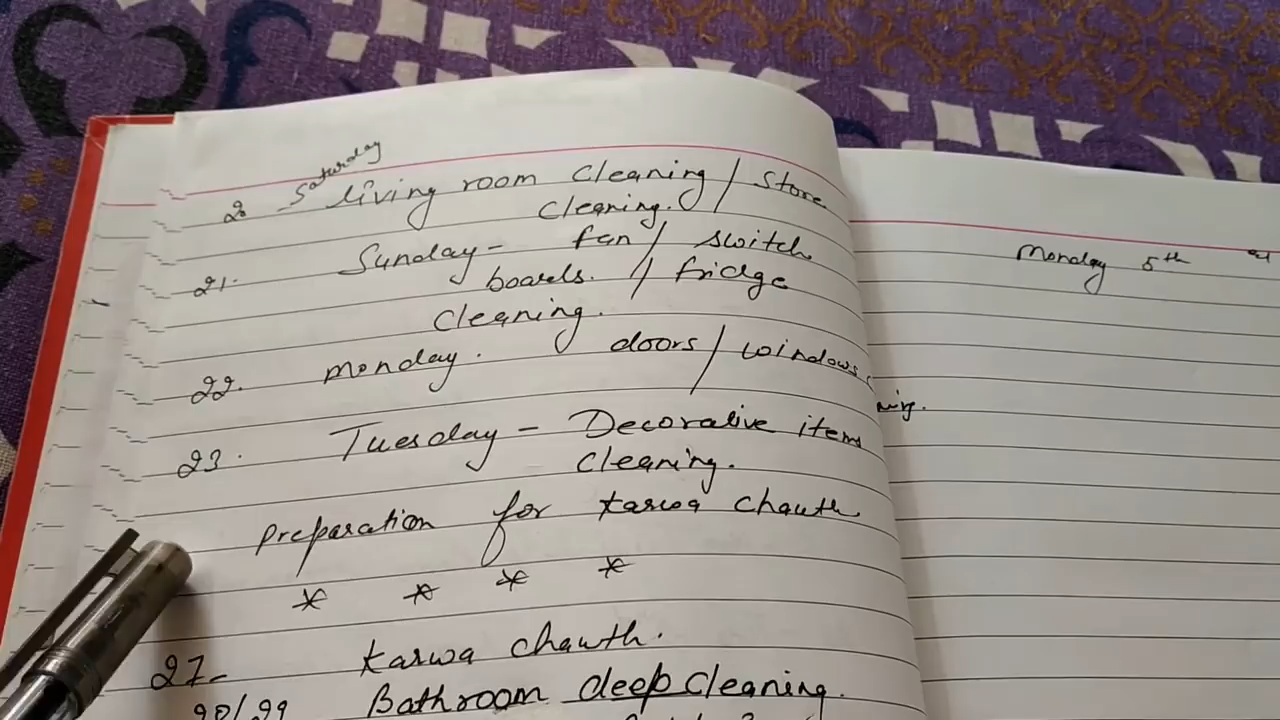 Saturday
20 living room cleaning / Store
cleaning.
21. Sunday - fan / switch
boards. // fridge
cleaning.
22. monday. doors / windows
23. Tuesday - Decorative items
cleaning.
preparation for karwa chauth
* * * *
27- karwa chauth.
Bathroom deep cleaning.
Monday 5th